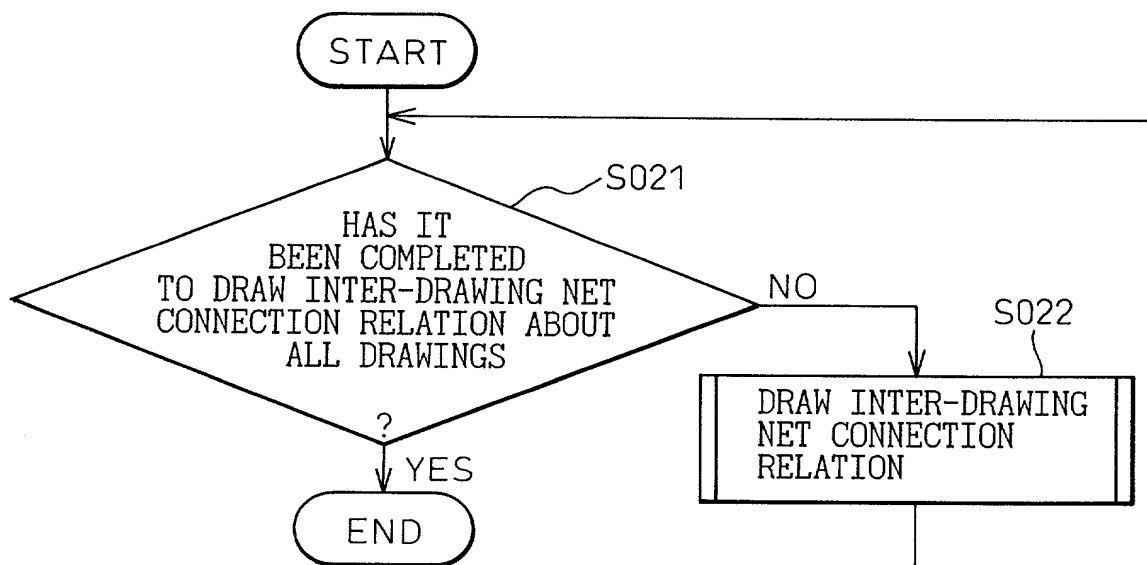 START
S021
HAS IT
BEEN COMPLETED
TO DRAW INTER-DRAWING NET
CONNECTION RELATION ABOUT
ALL DRAWINGS
?
NO
S022
DRAW INTER-DRAWING
NET CONNECTION
RELATION
YES
END